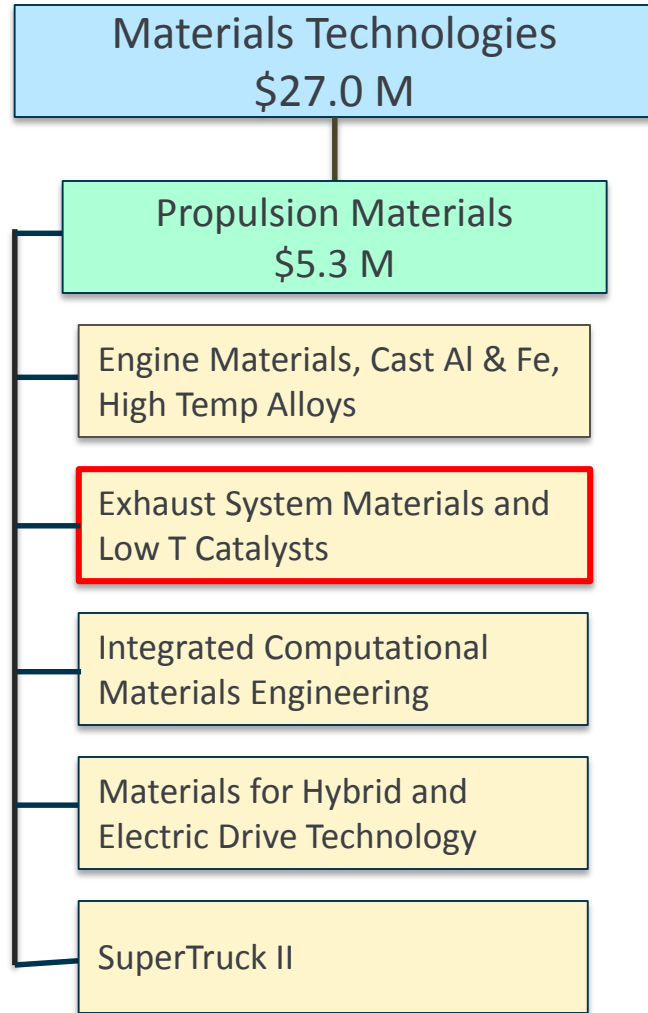 Materials Technologies
$27.0 M
Propulsion Materials
$5.3 M
Engine Materials, Cast Al & Fe,
High Temp Alloys
Exhaust System Materials and
Low T Catalysts
Integrated Computational
Materials Engineering
Materials for Hybrid and
Electric Drive Technology
SuperTruck II